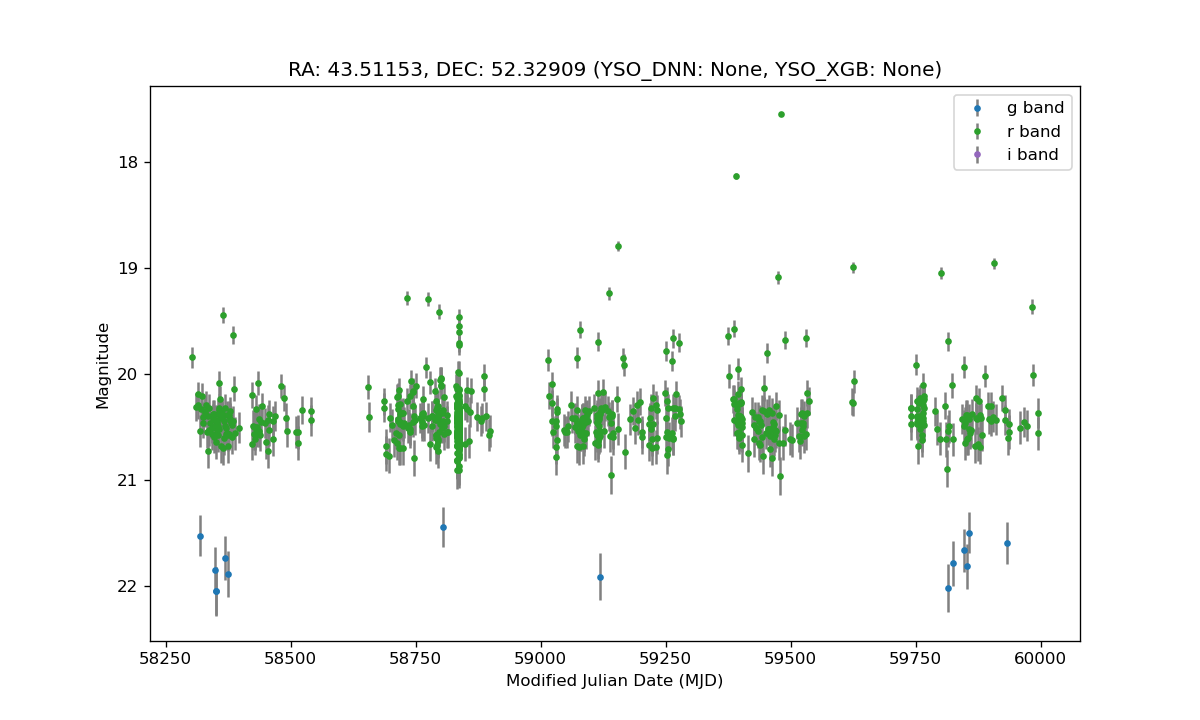 RA: 43.51153, DEC: 52.32909 (YSO_DNN: None, YSO_XGB: None)
g band
r band
i band
18
19
20
21
22
Magnitude
58250 58500 58750 59000 59250 59500 59750 60000
Modified Julian Date (MJD)